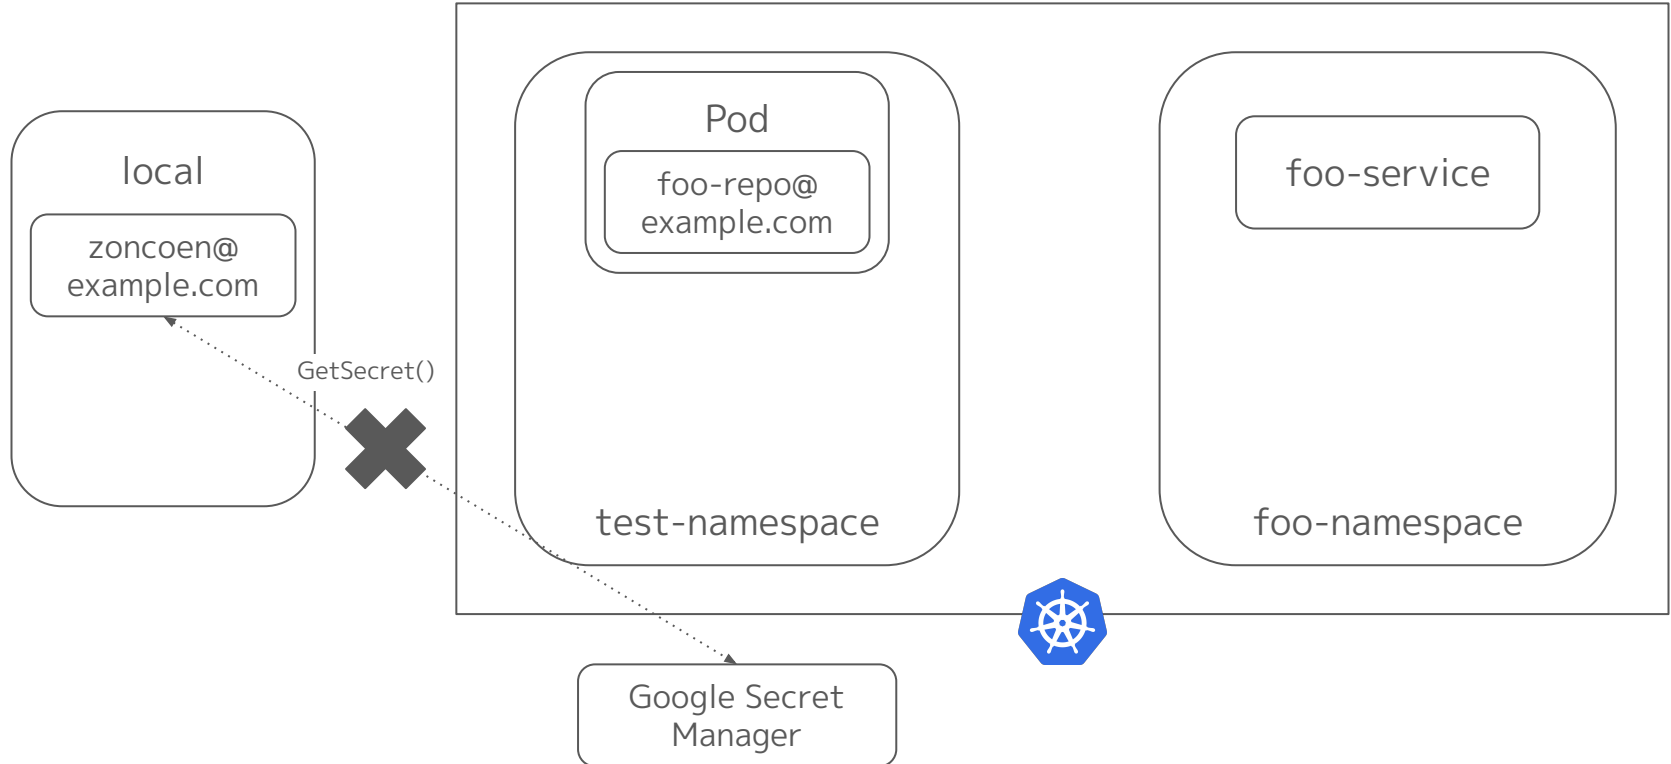 local
zoncoen@
example.com
GetSecret()
Pod
foo-repo@
example.com
test-namespace
foo-service
foo-namespace
Google Secret
Manager